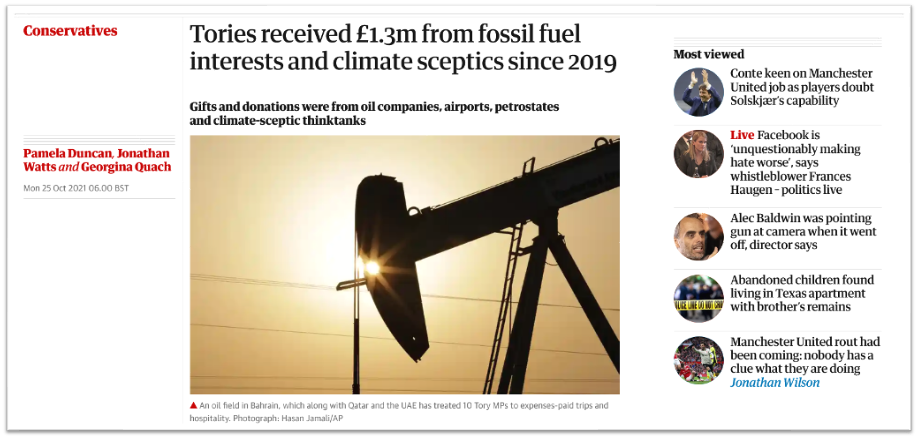 Conservatives
Tories received £1.3m from fossil fuel
interests and climate sceptics since 2019
Gifts and donations were from oil companies, airports, petrostates
and climate-sceptic thinktanks
Pamela Duncan, Jonathan
Watts and Georgina Quach
Mon 25 Oct 2021 06.00 BST
An oil field in Bahrain, which along with Qatar and the UAE has treated 10 Tory MPs to expenses-paid trips and
hospitality. Photograph: Hasan Jamali/AP
Most viewed
Conte keen on Manchester
United job as players doubt
Solskjær’s capability
Live Facebook is
‘unquestionably making
hate worse’, says
whistleblower Frances
Haugen – politics live
Alec Baldwin was pointing
gun at camera when it went
off, director says
Abandoned children found
living in Texas apartment
with brother’s remains
Manchester United rout had
been coming: nobody has a
clue what they are doing
Jonathan Wilson